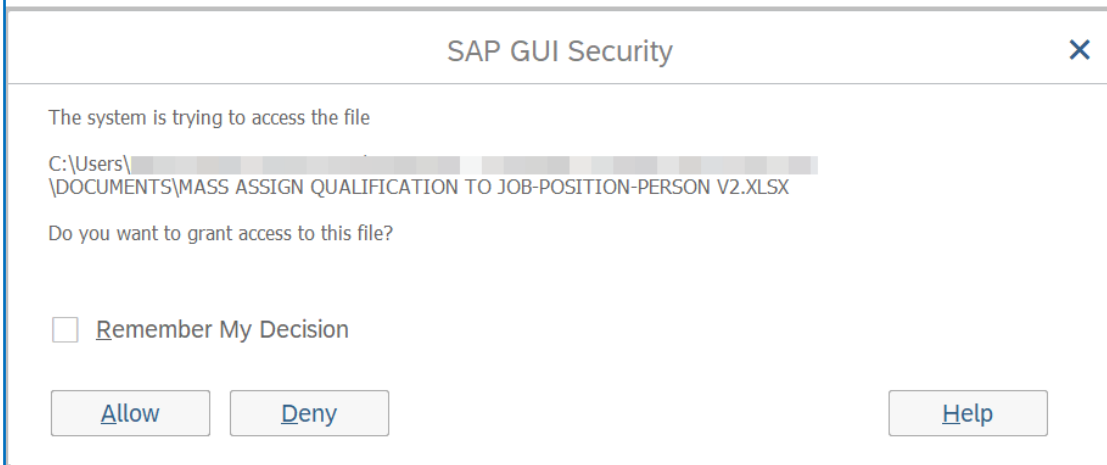 SAP GUI Security
The system is trying to access the file
C:\Users\
\DOCUMENTS\MASS ASSIGN QUALIFICATION TO JOB-POSITION-PERSON V2.XLSX
Do you want to grant access to this file?
Remember My Decision
Allow Deny Help